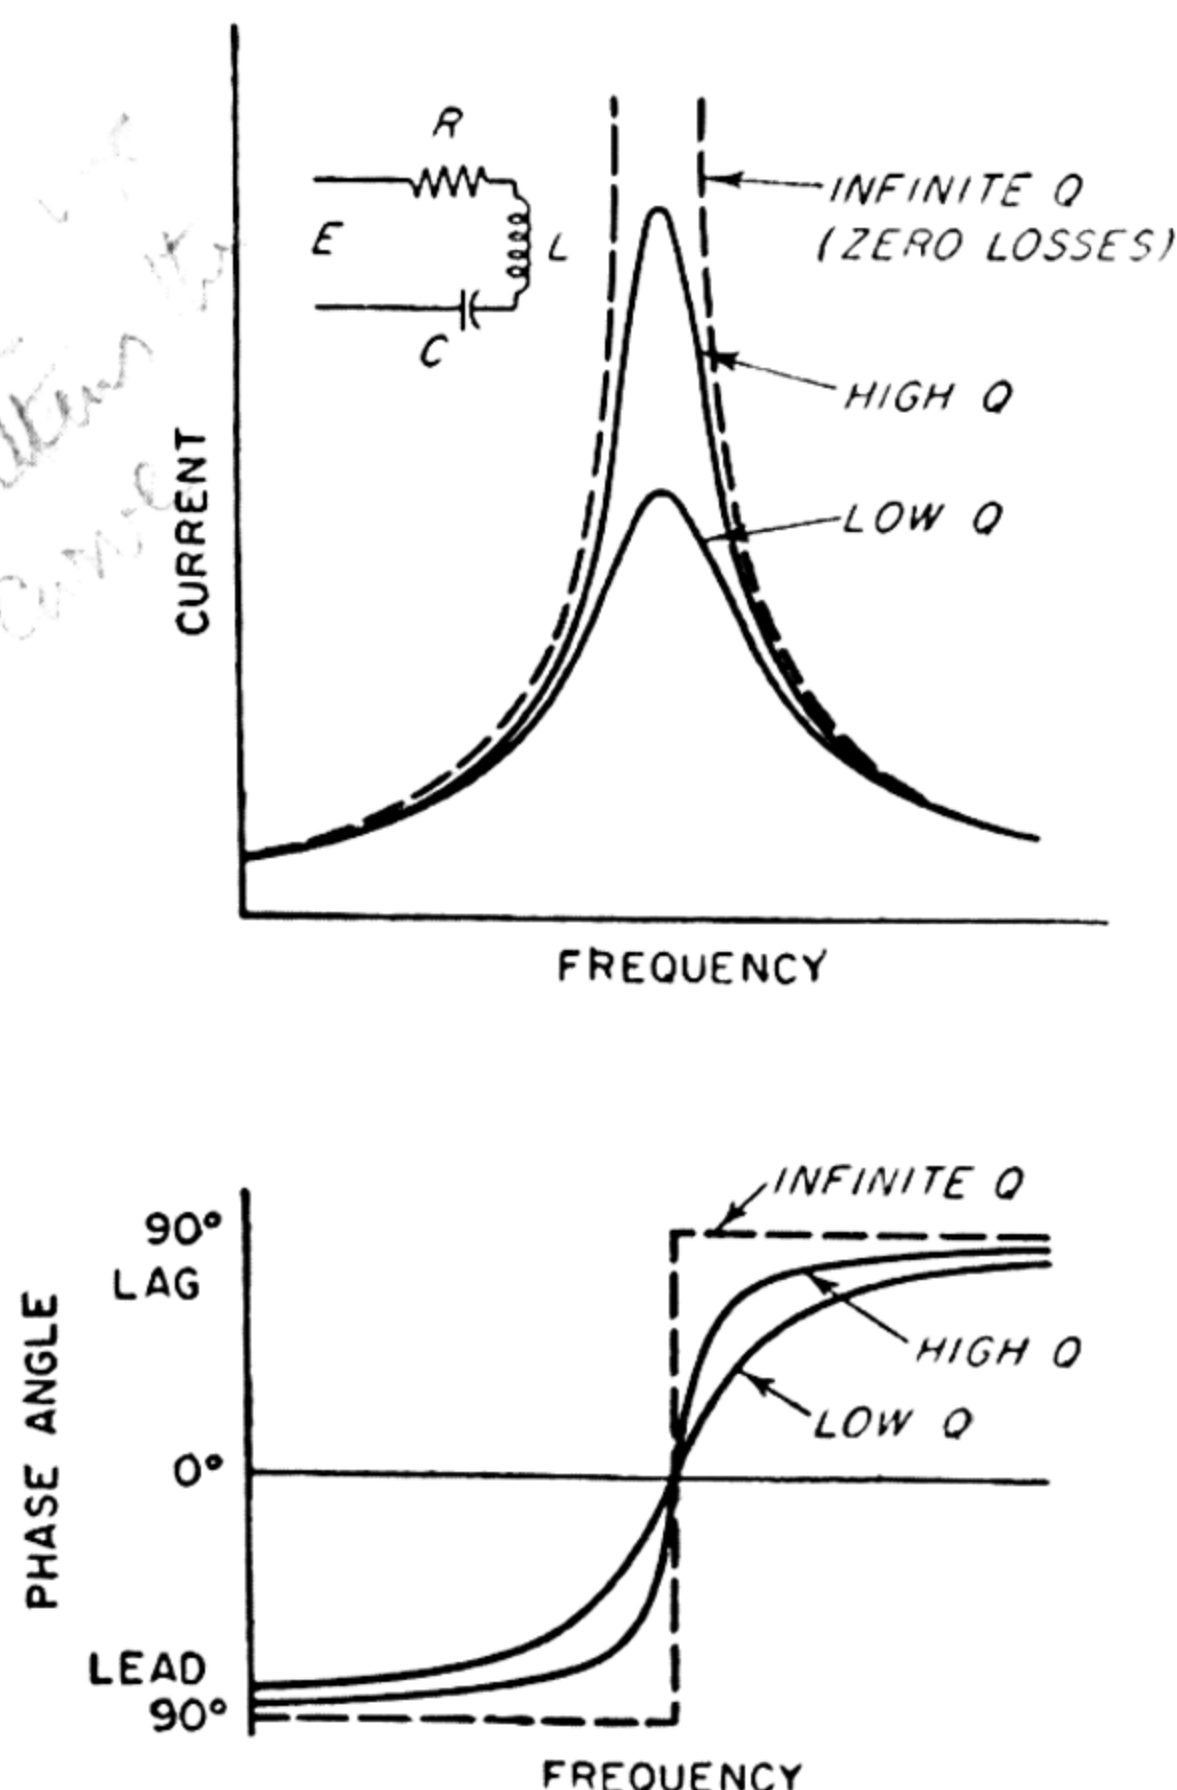 R
INFINITE Q
(ZERO LOSSES)
E
L
C
HIGH Q
LOW Q
CURRENT
FREQUENCY
INFINITE Q
90°
LAG
HIGH Q
LOW Q
PHASE ANGLE
0°
LEAD
90°
FREQUENCY